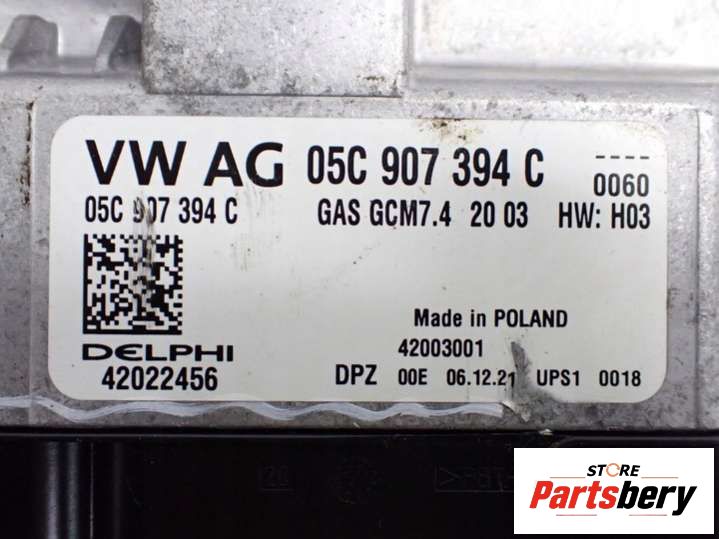 VW AG 05C 907 394 C ----
0060
05C 907 394 C GAS GCM7.4 20 03 HW: H03
Made in POLAND
DELPHI 42003001
42022456 DPZ 00E 06.12.21 UPS1 0018
STORE
Partsbery